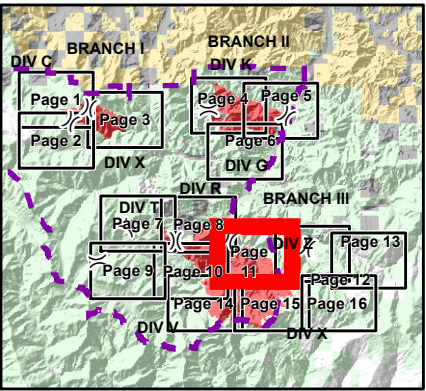 BRANCH I
BRANCH II
DIV C
DIV K
Page 1
Page 4
Page 5
Page 3
Page 2
Page 6
DIV X
DIV G
DIV R
BRANCH III
DIV T
Page 7
Page 8
DIV
Page 13
Page 9
Page 10
Page 11
Page 12
Page 14
Page 15
Page 16
DIV V
DIV X